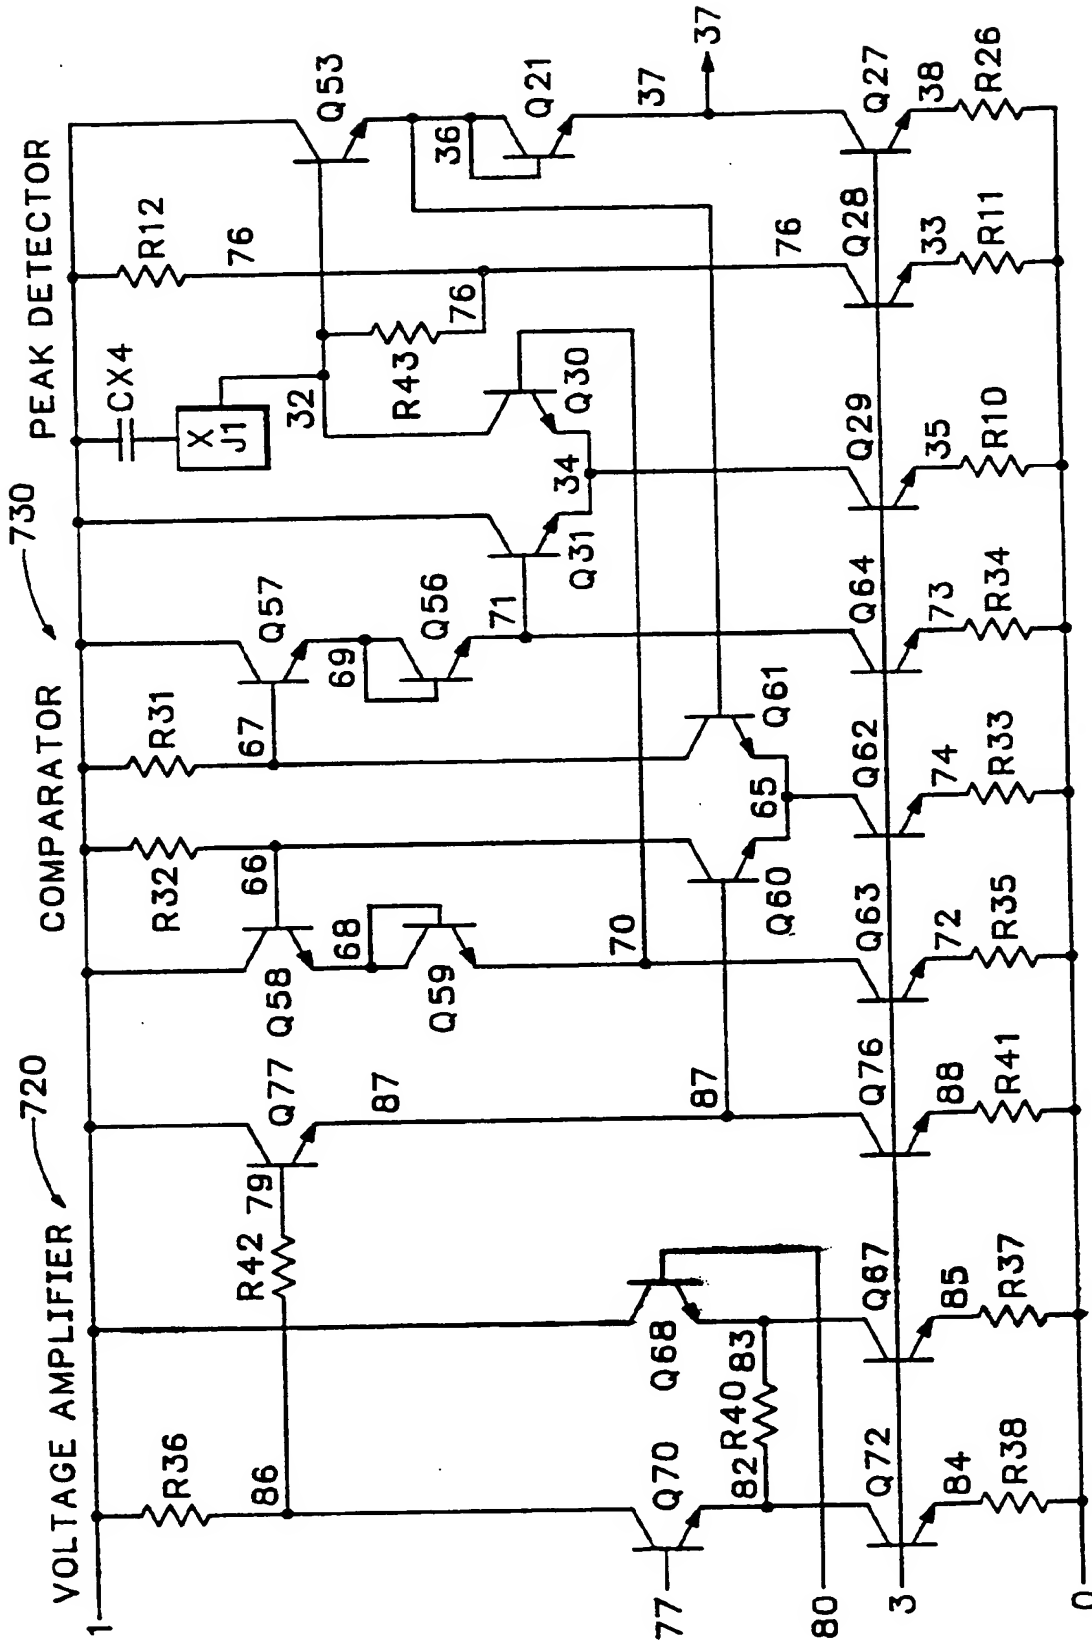 VOLTAGE AMPLIFIER 720
COMPARATOR 730
PEAK DETECTOR
1
R36
86
R42
79
Q77
87
87
Q58
66
R32
68
Q59
70
R31
67
Q57
69
Q56
71
Q31
34
Q30
CX4
X
J1
32
R43
76
R12
76
76
Q53
36
Q21
37
37
77
Q70
82
R40
83
Q68
80
Q60
65
Q61
3
Q72
84
R38
Q67
85
R37
Q76
88
R41
Q63
72
R35
Q62
74
R33
Q64
73
R34
Q29
35
R10
Q28
33
R11
Q27
38
R26
0